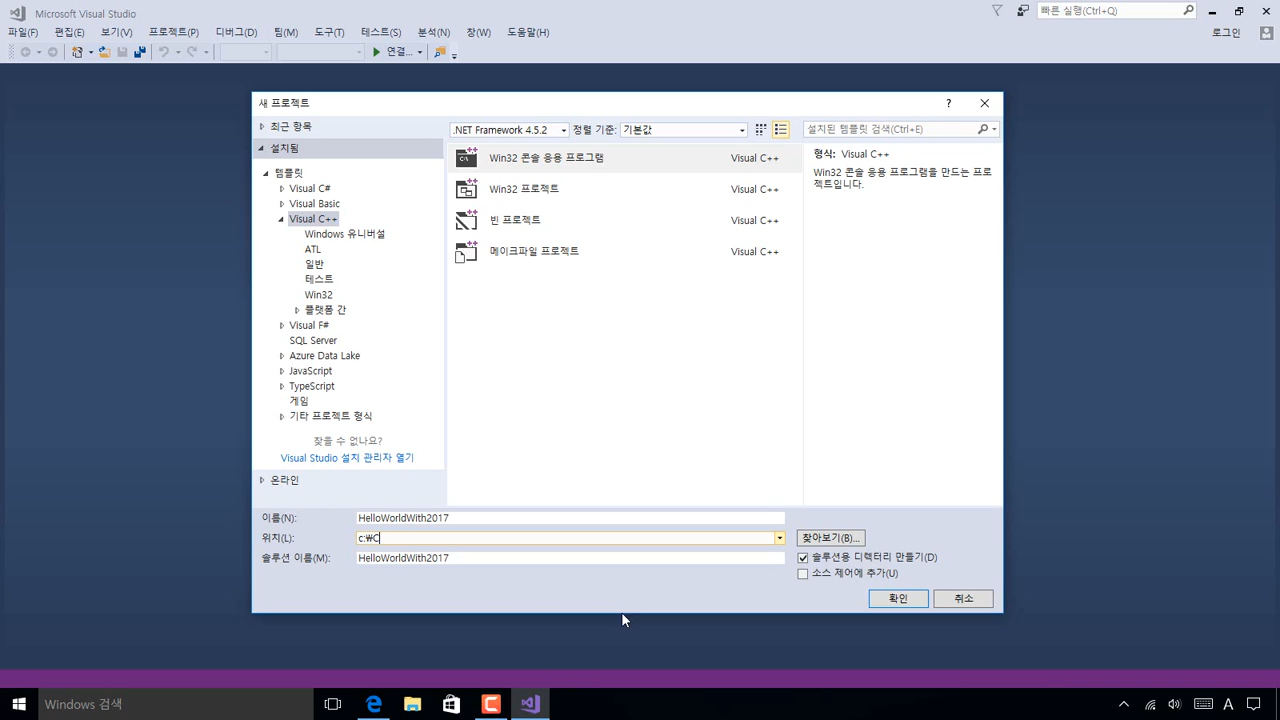 Microsoft Visual Studio
빠른 실행(Ctrl+Q)
파일(F) 편집(E) 보기(V) 프로젝트(P) 디버그(D) 팀(M) 도구(T) 테스트(S) 분석(N) 창(W) 도움말(H) 로그인
연결...
새 프로젝트
?
최근 항목
.NET Framework 4.5.2 정렬 기준: 기본값
설치된 템플릿 검색(Ctrl+E)
설치됨
템플릿
Visual C#
Visual Basic
Visual C++
Windows 유니버설
ATL
일반
테스트
Win32
플랫폼 간
Visual F#
SQL Server
Azure Data Lake
JavaScript
TypeScript
게임
기타 프로젝트 형식
찾을 수 없나요?
Visual Studio 설치 관리자 열기
온라인
Win32 콘솔 응용 프로그램 Visual C++
Win32 프로젝트 Visual C++
빈 프로젝트 Visual C++
메이크파일 프로젝트 Visual C++
형식: Visual C++
Win32 콘솔 응용 프로그램을 만드는 프로
젝트입니다.
이름(N): HelloWorldWith2017
위치(L): c:₩C
찾아보기(B)...
솔루션 이름(M): HelloWorldWith2017
솔루션용 디렉터리 만들기(D)
소스 제어에 추가(U)
확인 취소
Windows 검색
A